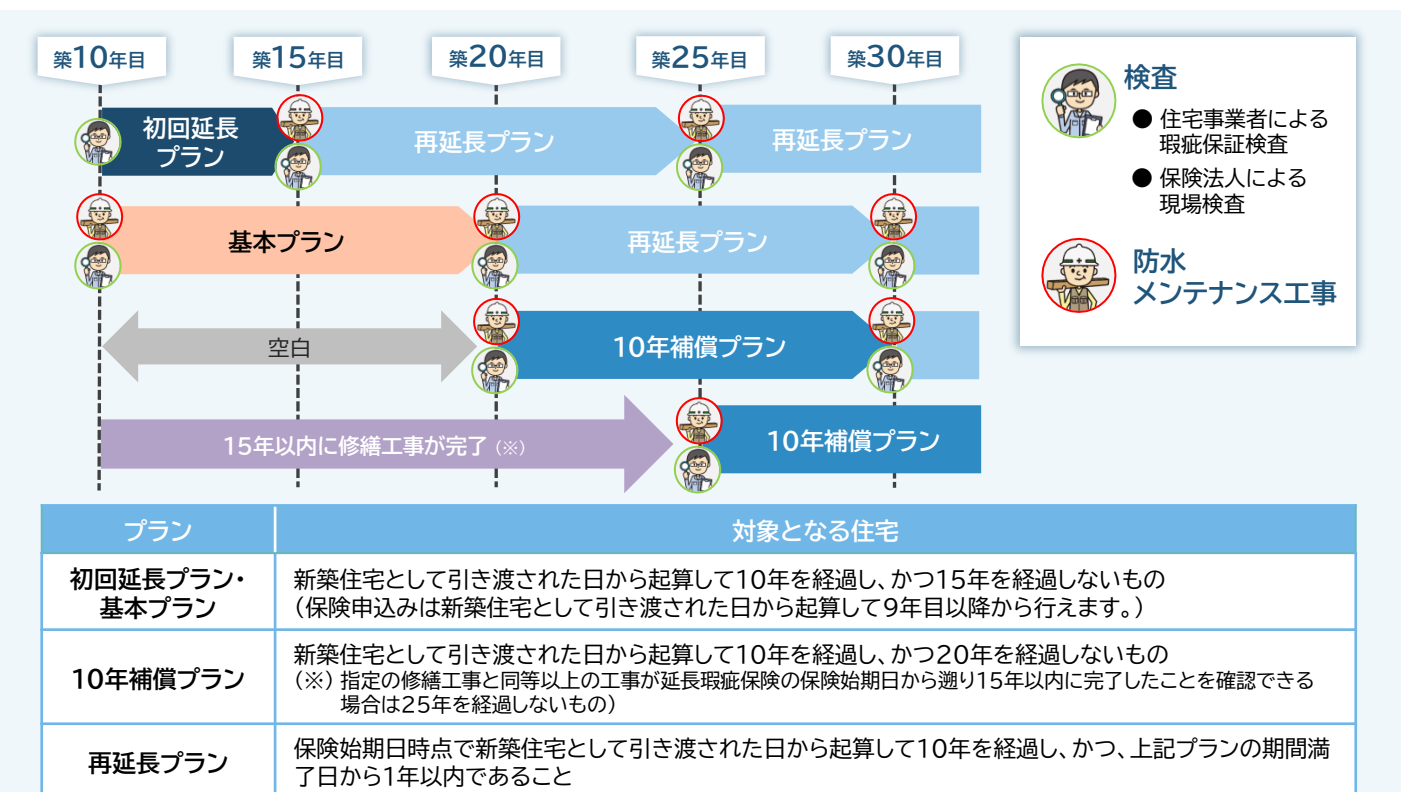 築10年目
築15年目
築20年目
築25年目
築30年目
初回延長
プラン
再延長プラン
再延長プラン
基本プラン
再延長プラン
空白
10年補償プラン
15年以内に修繕工事が完了(※)
10年補償プラン
検査
● 住宅事業者による
瑕疵保証検査
● 保険法人による
現場検査
防水
メンテナンス工事
プラン
対象となる住宅
初回延長プラン・
基本プラン
新築住宅として引き渡された日から起算して10年を経過し、かつ15年を経過しないもの
(保険申込みは新築住宅として引き渡された日から起算して9年目以降から行えます。)
10年補償プラン
新築住宅として引き渡された日から起算して10年を経過し、かつ20年を経過しないもの
(※) 指定の修繕工事と同等以上の工事が延長瑕疵保険の保険始期日から遡り15年以内に完了したことを確認できる
場合は25年を経過しないもの)
再延長プラン
保険始期日時点で新築住宅として引き渡された日から起算して10年を経過し、かつ、上記プランの期間満
了日から1年以内であること